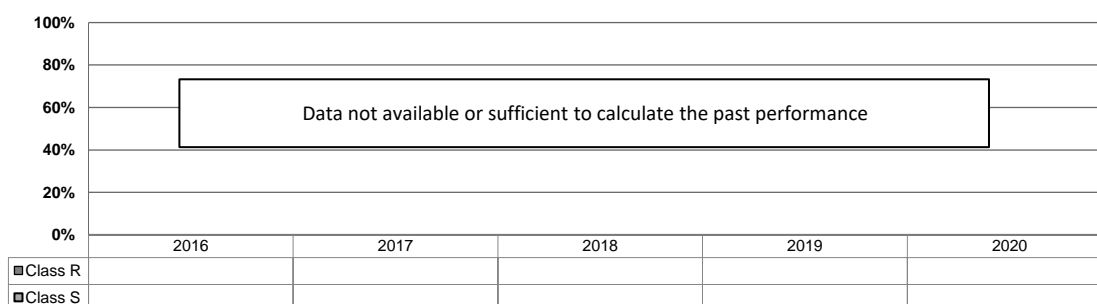 100%
80%
Data not available or sufficient to calculate the past performance
60%
40%
20%
0%
2016 2017 2018 2019 2020
Class R
Class S